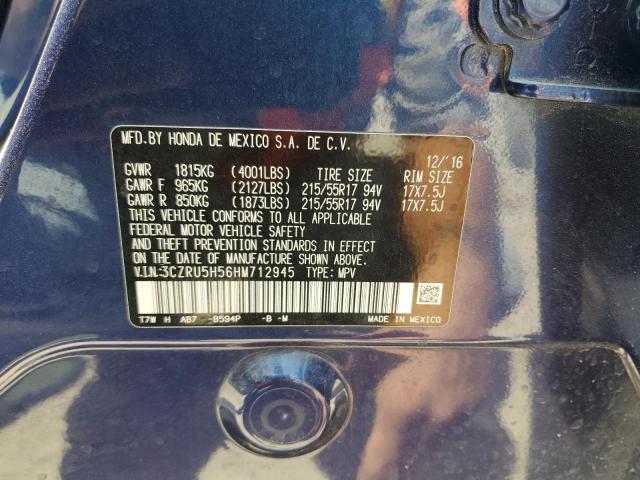 MFD.BY HONDA DE MEXICO S.A. DE C.V.
12/'16
GVWR 1815KG (4001LBS) TIRE SIZE RIM SIZE
GAWR F 965KG (2127LBS) 215/55R17 94V 17X7.5J
GAWR R 850KG (1873LBS) 215/55R17 94V 17X7.5J
THIS VEHICLE CONFORMS TO ALL APPLICABLE
FEDERAL MOTOR VEHICLE SAFETY
AND THEFT PREVENTION STANDARDS IN EFFECT
ON THE DATE OF MANUFACTURE SHOWN ABOVE.
V.I.N:3CZRU5H56HM712945 TYPE: MPV
T7W H AB7 -B594P -B -M MADE IN MEXICO